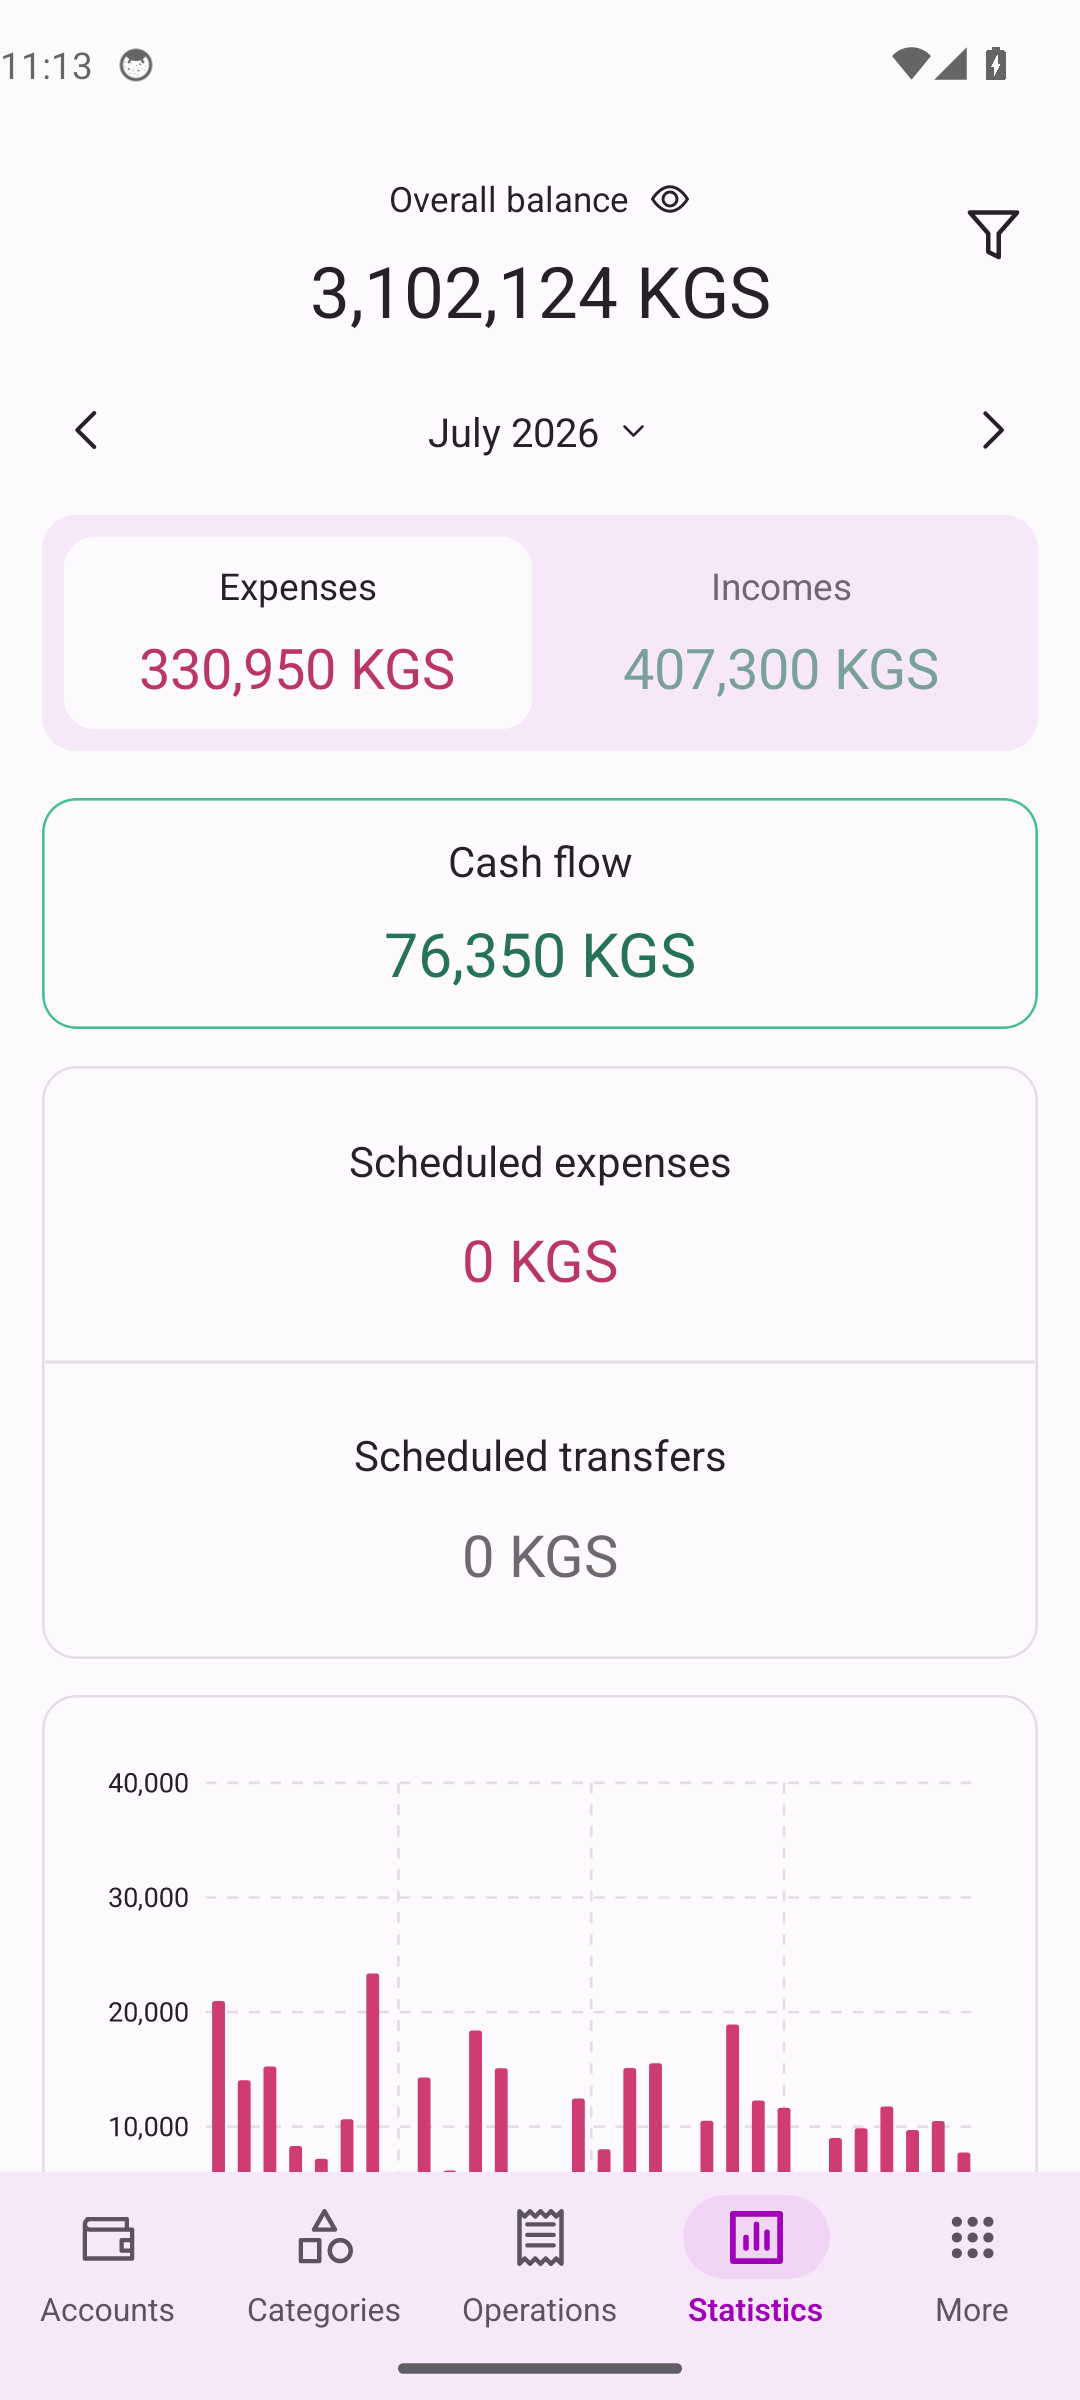 11:13
Overall balance
3,102,124 KGS
July 2026
Expenses
330,950 KGS
Incomes
407,300 KGS
Cash flow
76,350 KGS
Scheduled expenses
0 KGS
Scheduled transfers
0 KGS
40,000
30,000
20,000
10,000
Accounts
Categories
Operations
Statistics
More